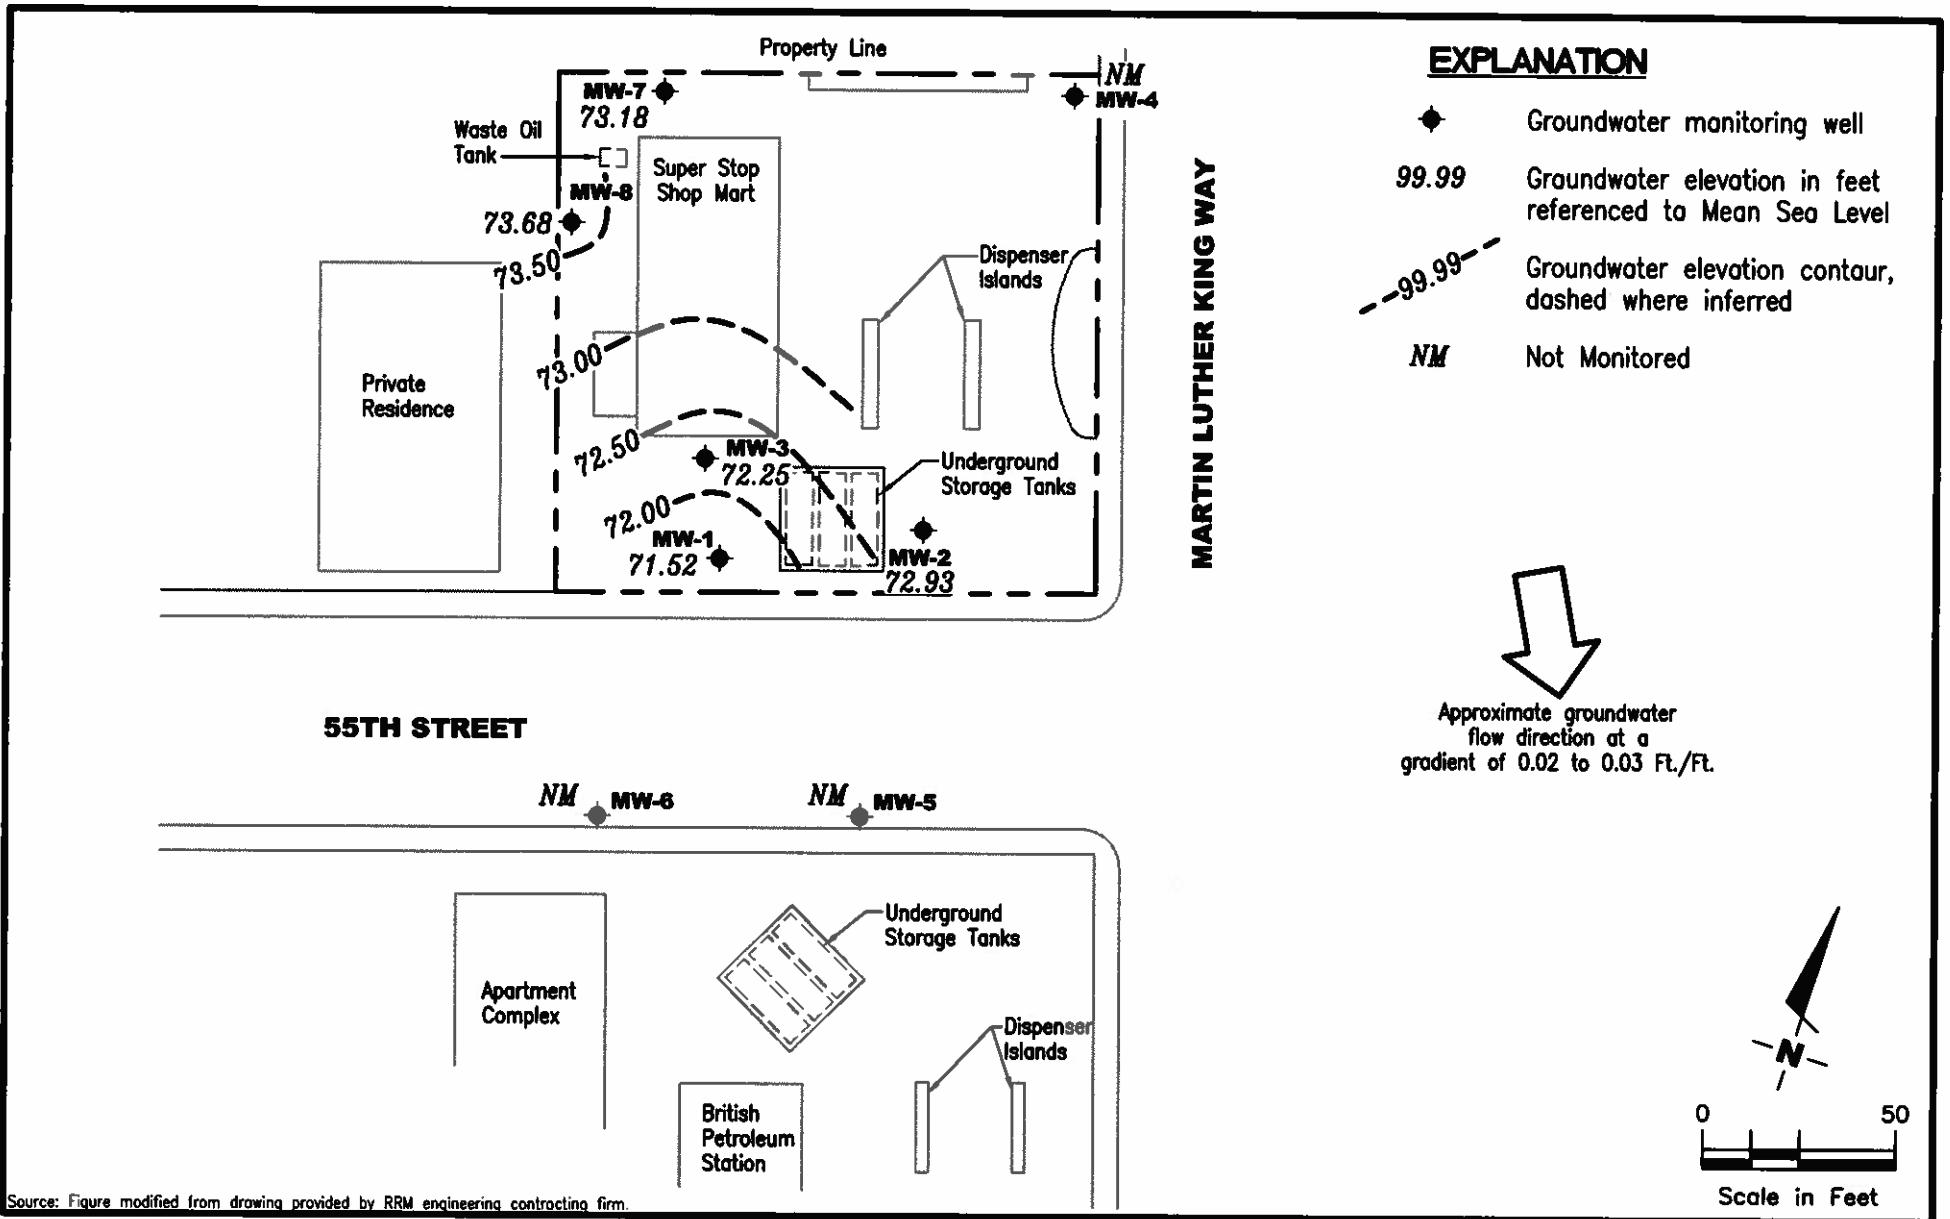 Property Line
NM
MW-4
MW-7
73.18
Waste Oil
Tank
Super Stop
Shop Mart
MW-8
73.68
73.50
Dispenser
Islands
Private
Residence
73.00
72.50
MW-3
72.25
Underground
Storage Tanks
72.00
MW-1
71.52
MW-2
72.93
MARTIN LUTHER KING WAY
55TH STREET
NM MW-6
NM MW-5
Underground
Storage Tanks
Apartment
Complex
Dispenser
Islands
British
Petroleum
Station
Source: Figure modified from drawing provided by RRM engineering contracting firm.
EXPLANATION
Groundwater monitoring well
99.99 Groundwater elevation in feet
referenced to Mean Sea Level
99.99 Groundwater elevation contour,
dashed where inferred
NM Not Monitored
Approximate groundwater
flow direction at a
gradient of 0.02 to 0.03 Ft./Ft.
N
0 50
Scale in Feet